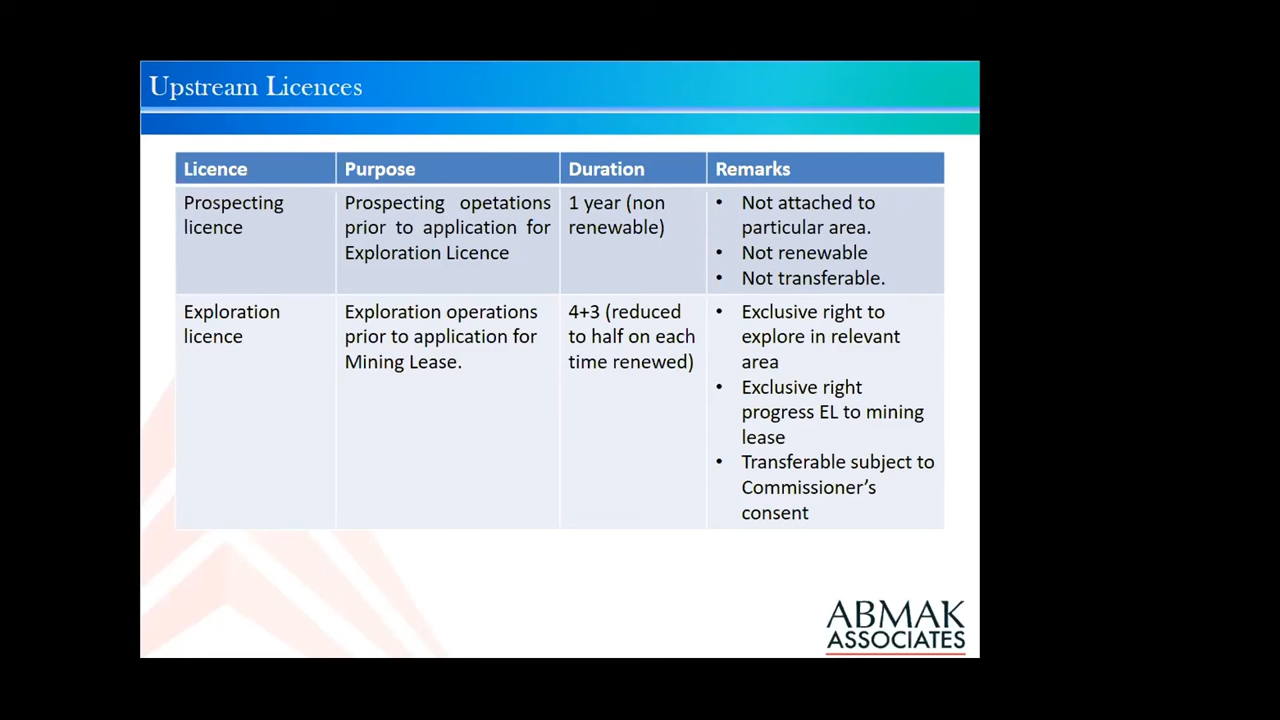 Upstream Licences
Licence Purpose Duration Remarks
Prospecting
licence
Prospecting opetations
prior to application for
Exploration Licence
1 year (non
renewable)
• Not attached to
particular area.
• Not renewable
• Not transferable.
Exploration
licence
Exploration operations
prior to application for
Mining Lease.
4+3 (reduced
to half on each
time renewed)
• Exclusive right to
explore in relevant
area
• Exclusive right
progress EL to mining
lease
• Transferable subject to
Commissioner’s
consent
ABMAK
ASSOCIATES